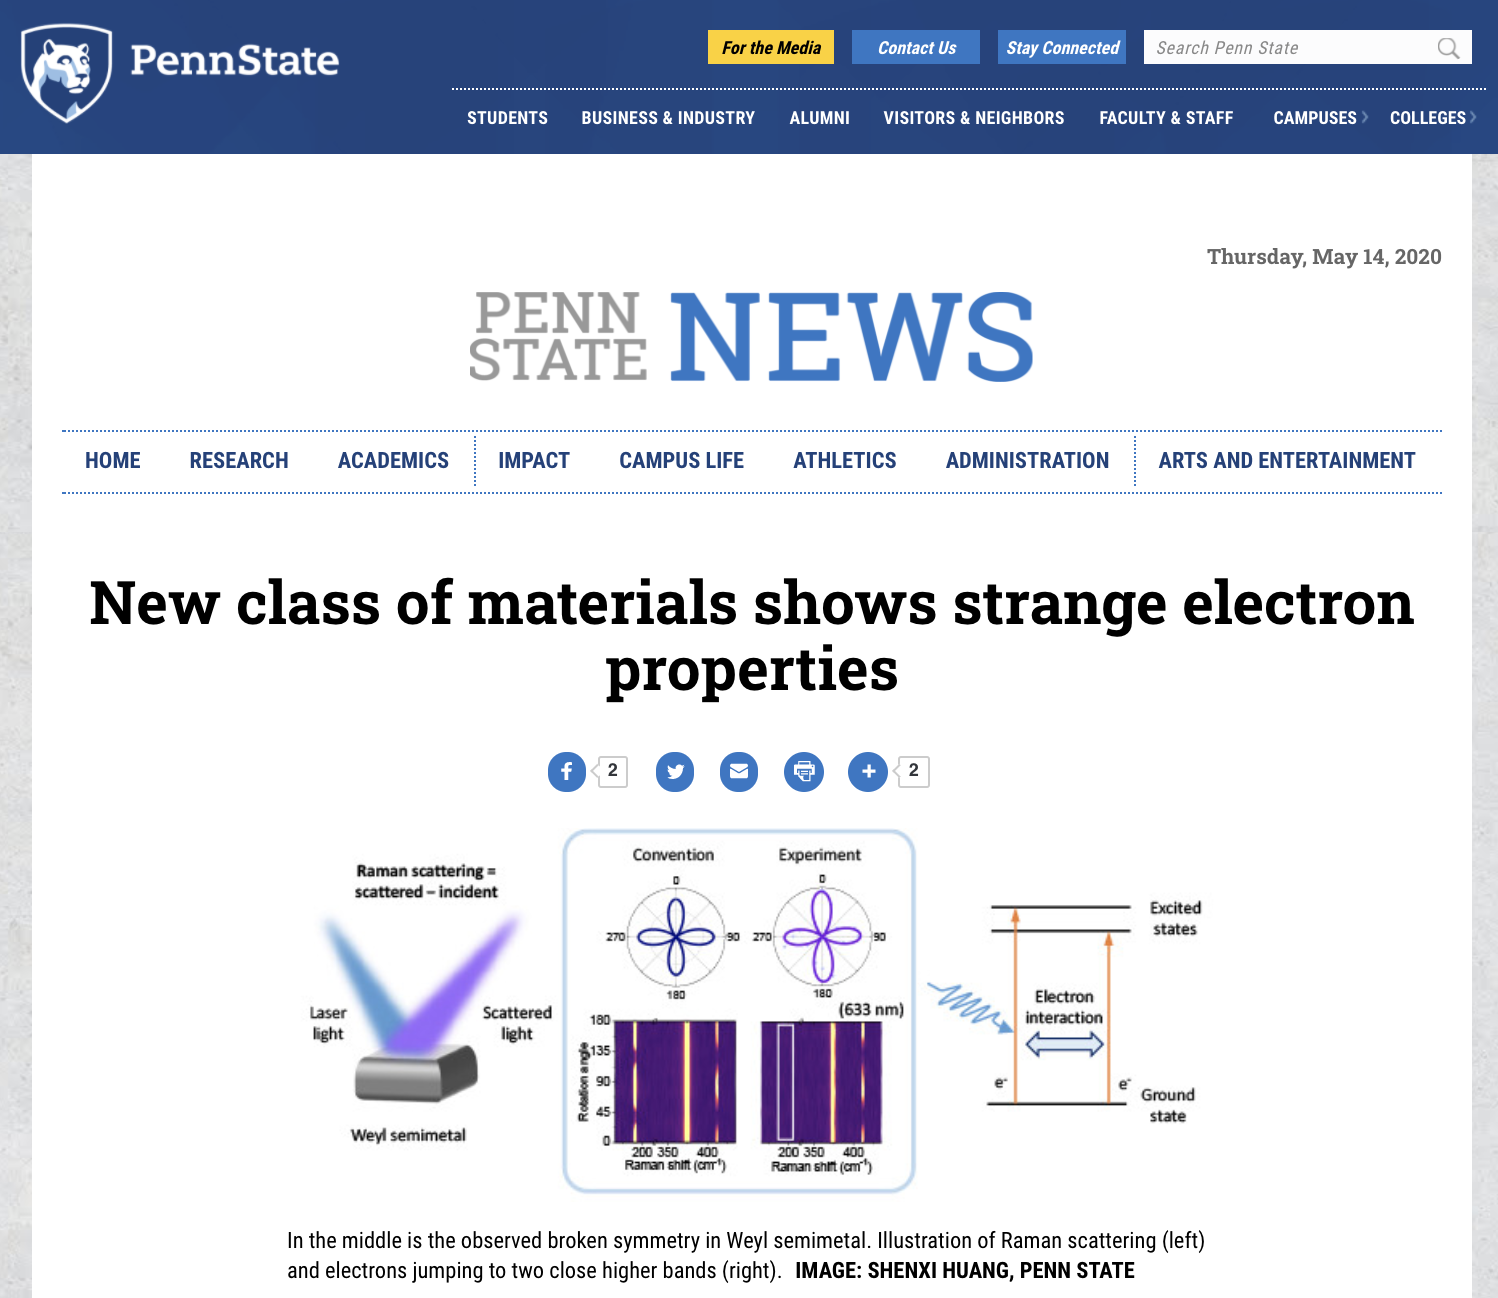 PennState
For the Media
Contact Us
Stay Connected
Search Penn State
STUDENTS BUSINESS & INDUSTRY ALUMNI VISITORS & NEIGHBORS FACULTY & STAFF CAMPUSES COLLEGES
Thursday, May 14, 2020
PENN STATE NEWS
HOME RESEARCH ACADEMICS IMPACT CAMPUS LIFE ATHLETICS ADMINISTRATION ARTS AND ENTERTAINMENT
New class of materials shows strange electron
properties
2
2
Raman scattering =
scattered – incident
Laser
light
Scattered
light
Weyl semimetal
Convention
0
270
90
180
Experiment
0
270
90
180
(633 nm)
Rotation angle
180
135
90
45
0
200 350 400
Raman shift (cm⁻¹)
200 350 400
Raman shift (cm⁻¹)
Excited
states
Electron
interaction
e⁻
e⁻
Ground
state
In the middle is the observed broken symmetry in Weyl semimetal. Illustration of Raman scattering (left)
and electrons jumping to two close higher bands (right). IMAGE: SHENXI HUANG, PENN STATE